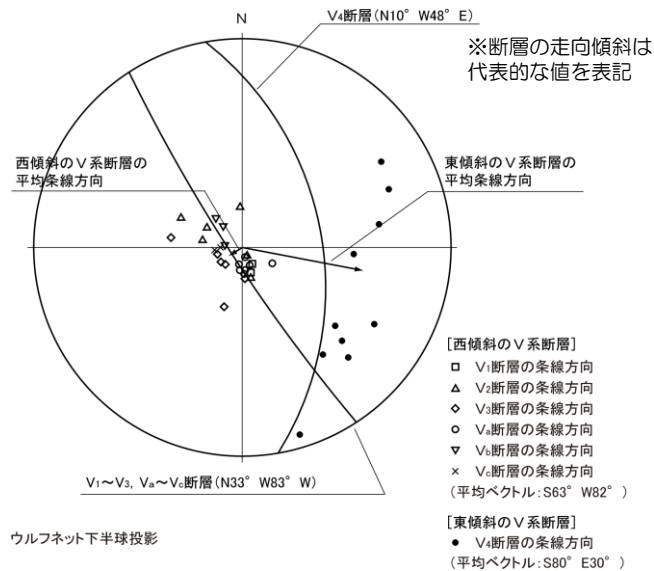 N
V₄断層(N10° W48° E)
※断層の走向傾斜は
代表的な値を表記
西傾斜のV系断層の
平均条線方向
東傾斜のV系断層の
平均条線方向
[西傾斜のV系断層]
□ V₁断層の条線方向
△ V₂断層の条線方向
◇ V₃断層の条線方向
○ Vₐ断層の条線方向
▽ Vb断層の条線方向
× Vc断層の条線方向
(平均ベクトル:S63° W82° )
V₁~V₃, Vₐ~Vc断層(N33° W83° W)
[東傾斜のV系断層]
● V₄断層の条線方向
(平均ベクトル:S80° E30° )
ウルフネット下半球投影